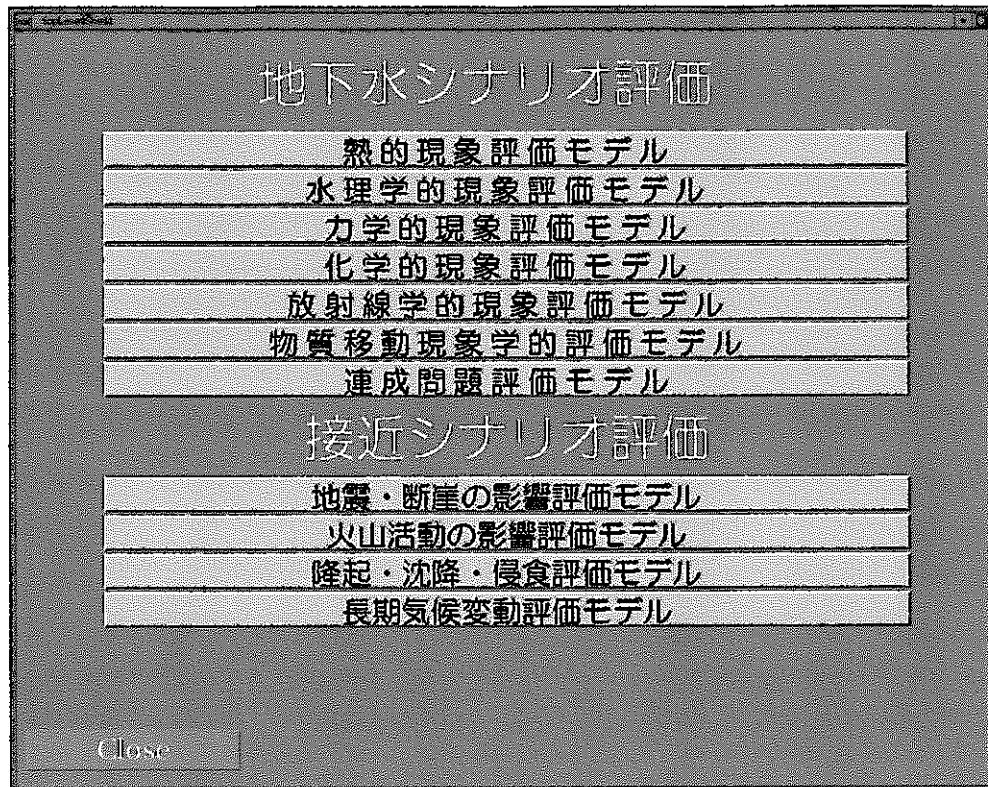 地下水シナリオ評価
熱的現象評価モデル
水理学的現象評価モデル
力学的現象評価モデル
化学的現象評価モデル
放射線学的現象評価モデル
物質移動現象学的評価モデル
連成問題評価モデル
接近シナリオ評価
地震・断崖の影響評価モデル
火山活動の影響評価モデル
隆起・沈降・侵食評価モデル
長期気候変動評価モデル
Close